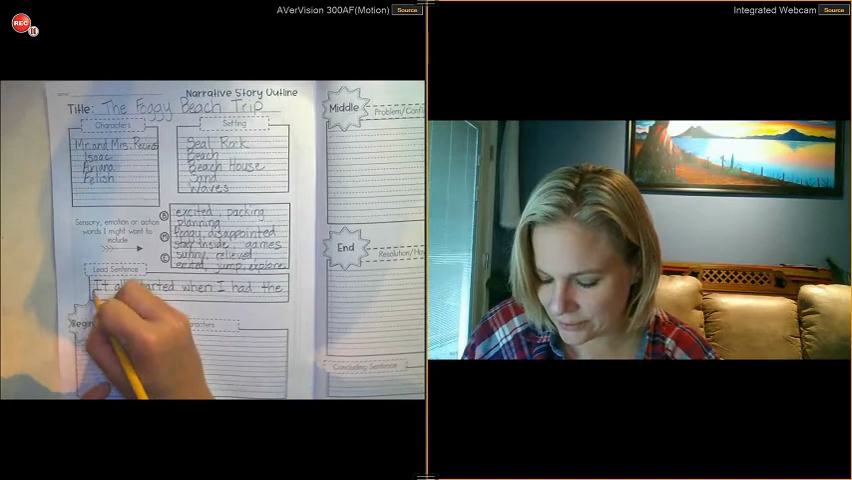 AVerVision 300AF(Motion) Source
Integrated Webcam Source
REC
Narrative Story Outline
Title: The Foggy Beach Trip
Characters
Setting
Mr. and Mrs.
Isaac
Ariana
Seal Rock
Beach
Beach House
Sand
Waves
Sensory, emotion or action
words I might want to
include
B
excited, packing
planning
M
foggy, disappointed
stay inside, games
E
sunny, relieved
excited, jump, explore
Lead Sentence
It all started when I had the
Middle
End
Concluding Sentence